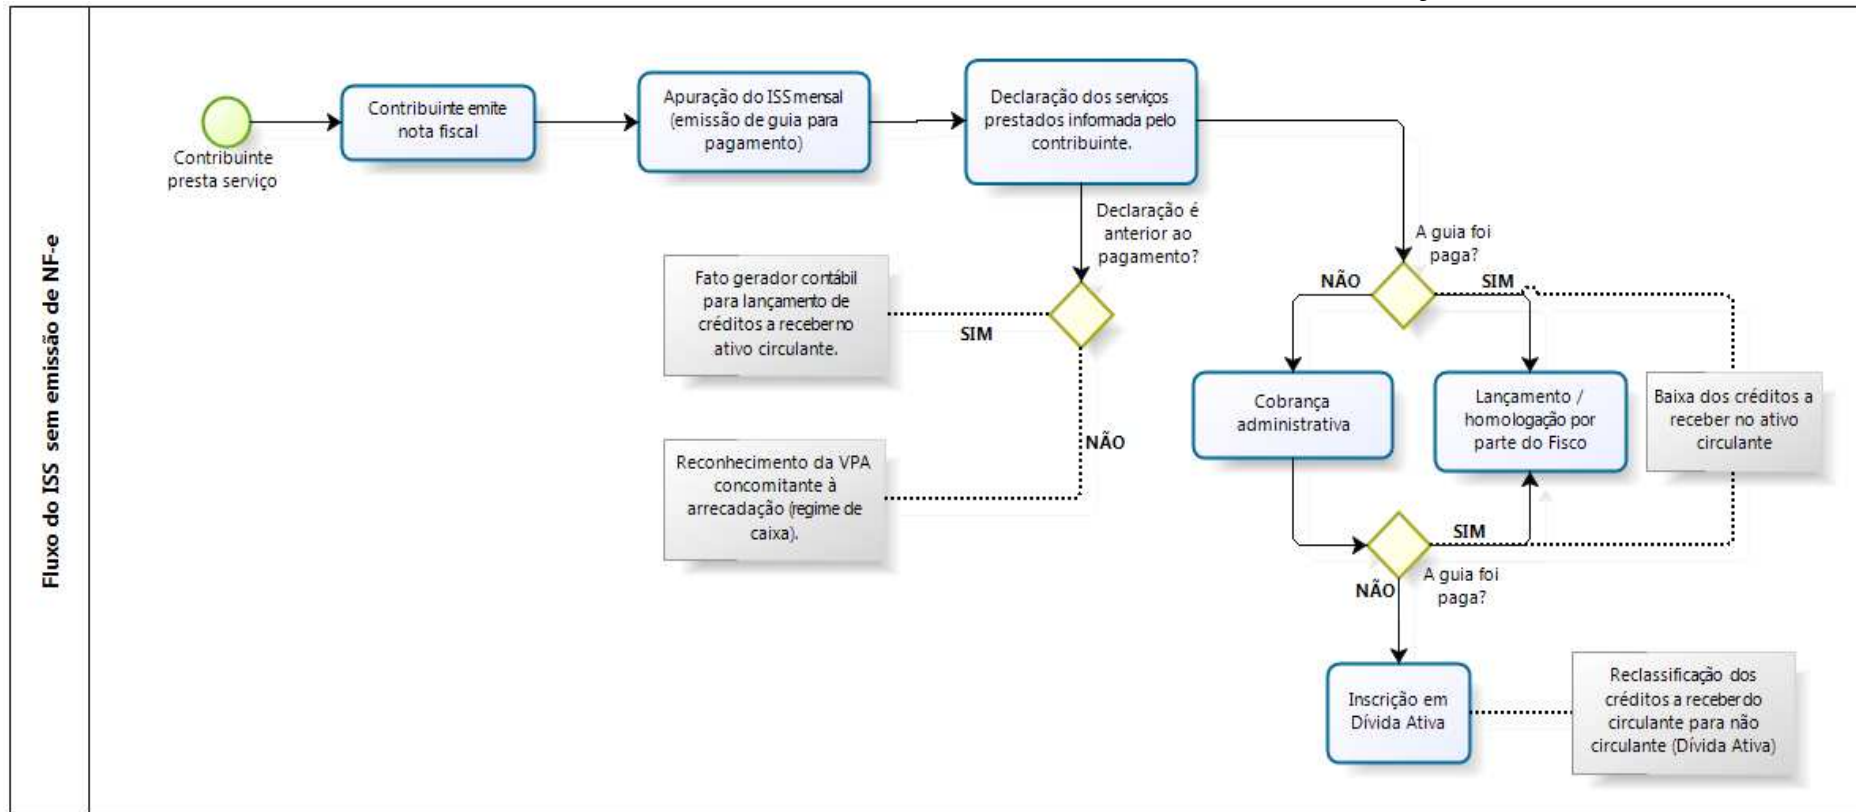 Fluxo do ISS sem emissão de NF-e
Contribuinte
presta serviço
Contribuinte emite
nota fiscal
Apuração do ISS mensal
(emissão de guia para
pagamento)
Declaração dos serviços
prestados informada pelo
contribuinte.
Declaração é
anterior ao
pagamento?
SIM
Fato gerador contábil
para lançamento de
créditos a receber no
ativo circulante.
NÃO
Reconhecimento da VPA
concomitante à
arrecadação (regime de
caixa).
A guia foi
paga?
NÃO
SIM
Cobrança
administrativa
Lançamento /
homologação por
parte do Fisco
Baixa dos créditos a
receber no ativo
circulante
SIM
A guia foi
paga?
NÃO
Inscrição em
Dívida Ativa
Reclassificação dos
créditos a receber do
circulante para não
circulante (Dívida Ativa)